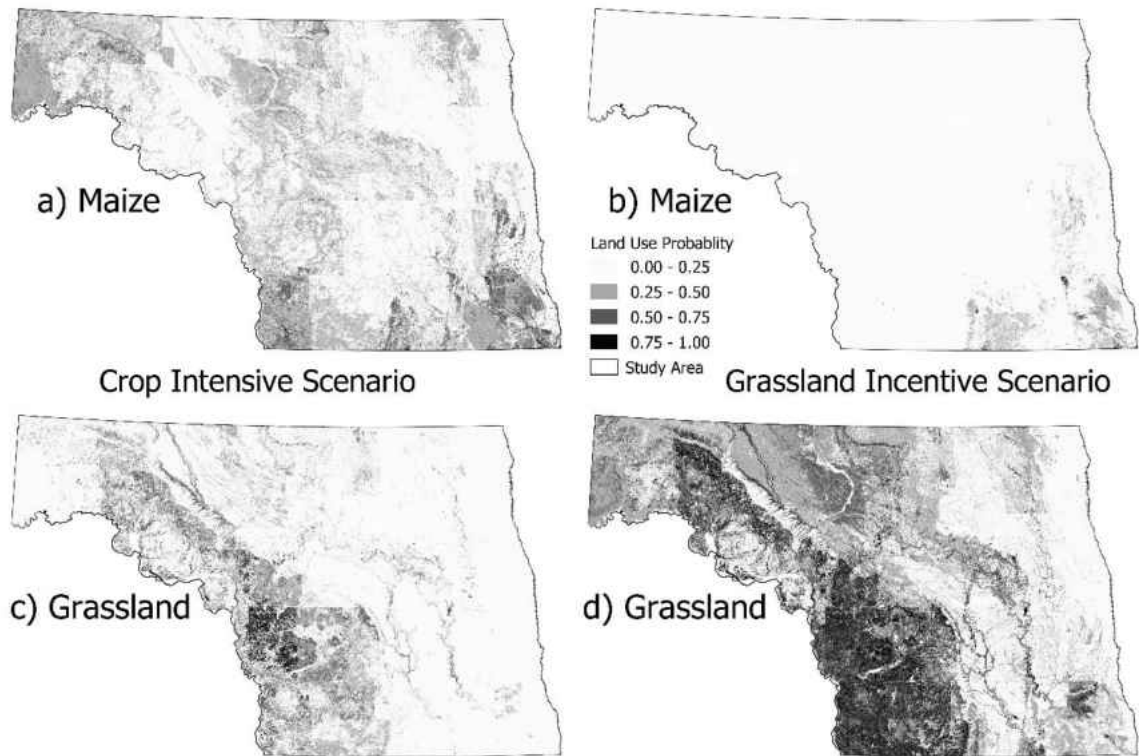 a) Maize
b) Maize
Land Use Probablity
0.00 - 0.25
0.25 - 0.50
0.50 - 0.75
0.75 - 1.00
Study Area
Crop Intensive Scenario
Grassland Incentive Scenario
c) Grassland
d) Grassland